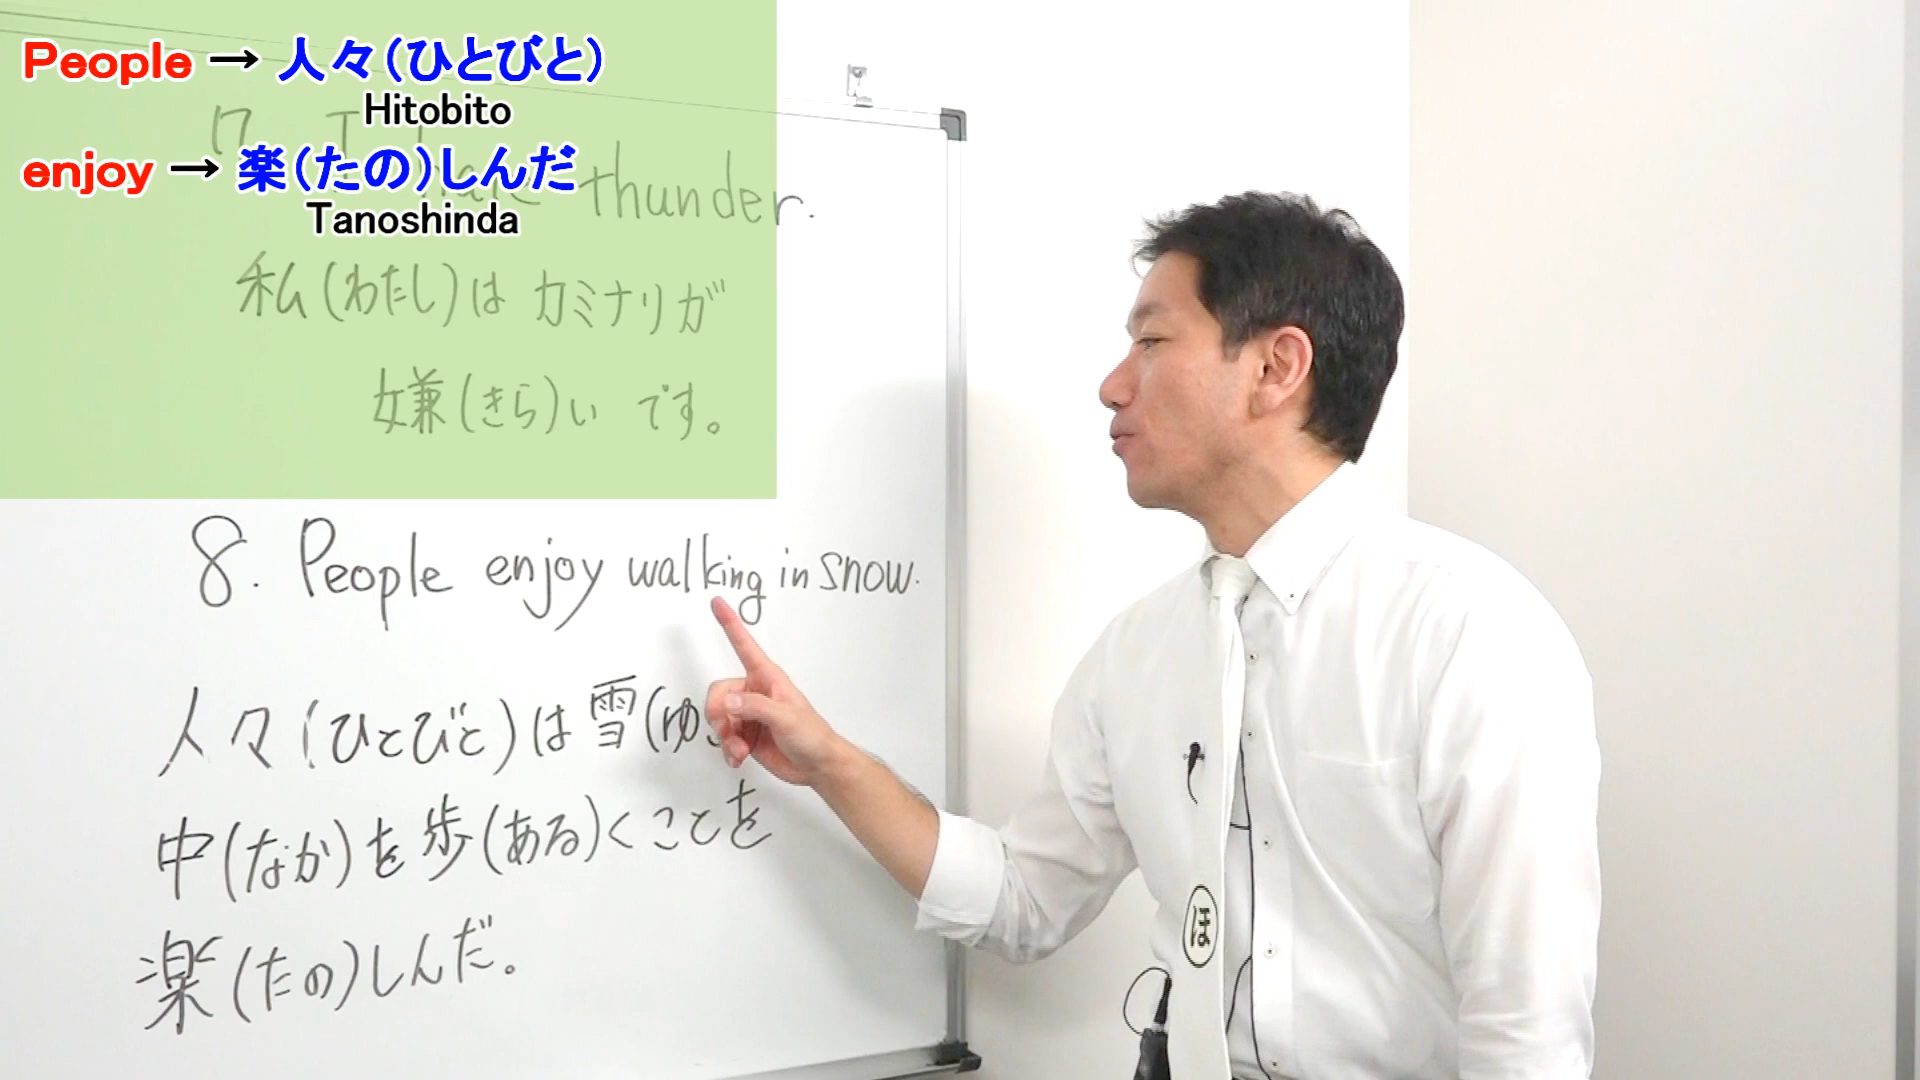 People → 人々(ひとびと)
Hitobito
enjoy → 楽(たの)しんだ
Tanoshinda
7. I hate thunder.
私(わたし)は カミナリガ
嫌(きら)い です。
8. People enjoy walking in snow.
人々(ひとびと)は雪(ゆ
中(なか)を歩(ある)くことを
楽(たの)しんだ。
ほ